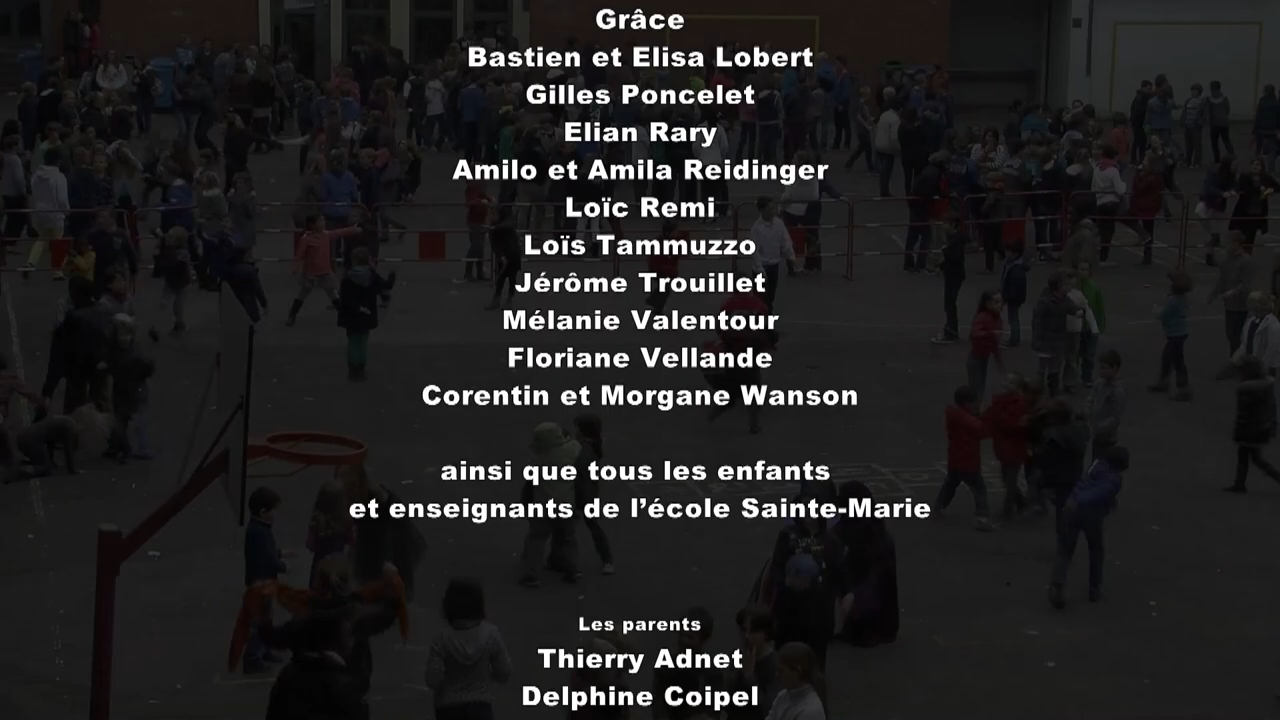 Grâce
Bastien et Elisa Lobert
Gilles Poncelet
Elian Rary
Amilo et Amila Reidinger
Loïc Remi
Loïs Tammuzzo
Jérôme Trouillet
Mélanie Valentour
Floriane Vellande
Corentin et Morgane Wanson
ainsi que tous les enfants
et enseignants de l’école Sainte-Marie
Les parents
Thierry Adnet
Delphine Coipel